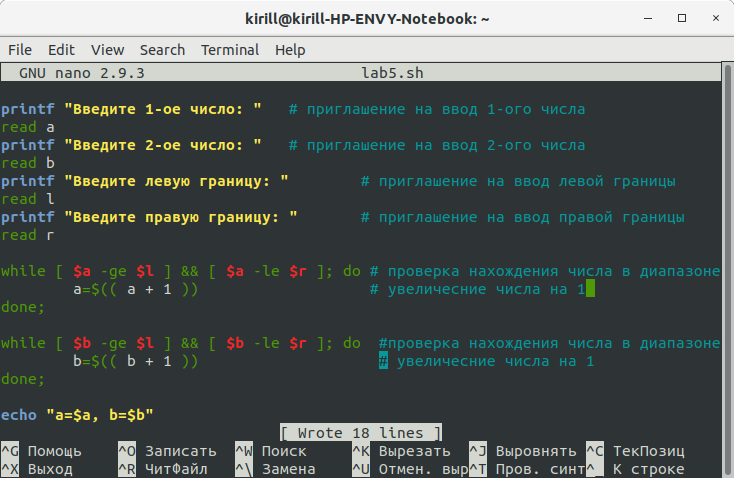 kirill@kirill-HP-ENVY-Notebook: ~
File Edit View Search Terminal Help
GNU nano 2.9.3 lab5.sh
printf "Введите 1-ое число: " # приглашение на ввод 1-ого числа
read a
printf "Введите 2-ое число: " # приглашение на ввод 2-ого числа
read b
printf "Введите левую границу: " # приглашение на ввод левой границы
read l
printf "Введите правую границу: " # приглашение на ввод правой границы
read r
while [ $a -ge $l ] && [ $a -le $r ]; do # проверка нахождения числа в диапазоне
a=$(( a + 1 )) # увеличесние числа на 1
done;
while [ $b -ge $l ] && [ $b -le $r ]; do #проверка нахождения числа в диапазоне
b=$(( b + 1 )) # увеличесние числа на 1
done;
echo "a=$a, b=$b"
[ Wrote 18 lines ]
^G Помощь ^O Записать ^W Поиск ^K Вырезать ^J Выровнять ^C ТекПозиц
^X Выход ^R ЧитФайл ^\ Замена ^U Отмен. выр ^T Пров. синт ^_ К строке